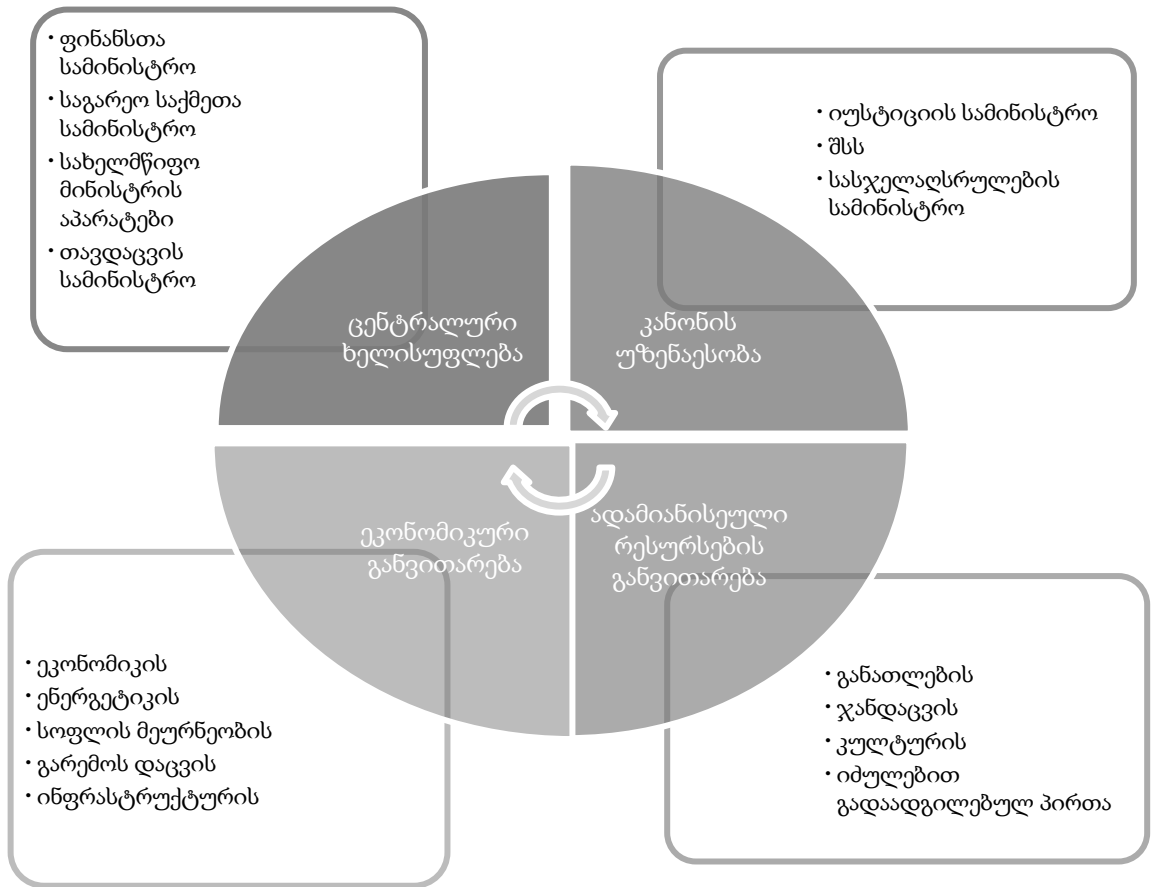 • ფინანსთა
სამინისტრო
• საგარეო საქმეთა
სამინისტრო
• სახელმწიფო
მინისტრის
აპარატები
• თავდაცვის
სამინისტრო
• იუსტიციის სამინისტრო
• შსს
• სასჯელაღსრულების
სამინისტრო
ცენტრალური
ხელისუფლება
კანონის
უზენაესობა
ეკონომიკური
განვითარება
ადამიანისეული
რესურსების
განვითარება
• ეკონომიკის
• ენერგეტიკის
• სოფლის მეურნეობის
• გარემოს დაცვის
• ინფრასტრუქტურის
• განათლების
• ჯანდაცვის
• კულტურის
• იძულებით
გადაადგილებულ პირთა